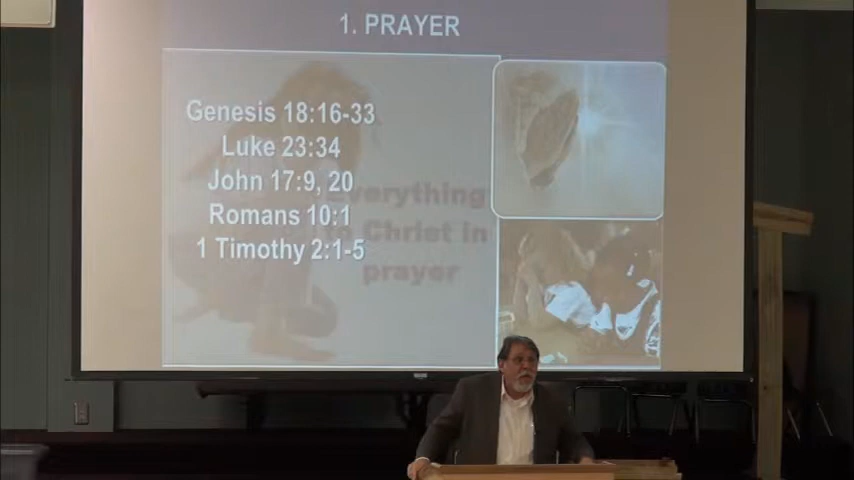 1. PRAYER
Genesis 18:16-33
Luke 23:34
John 17:9, 20
Romans 10:1
1 Timothy 2:1-5
Everything
to Christ in
prayer